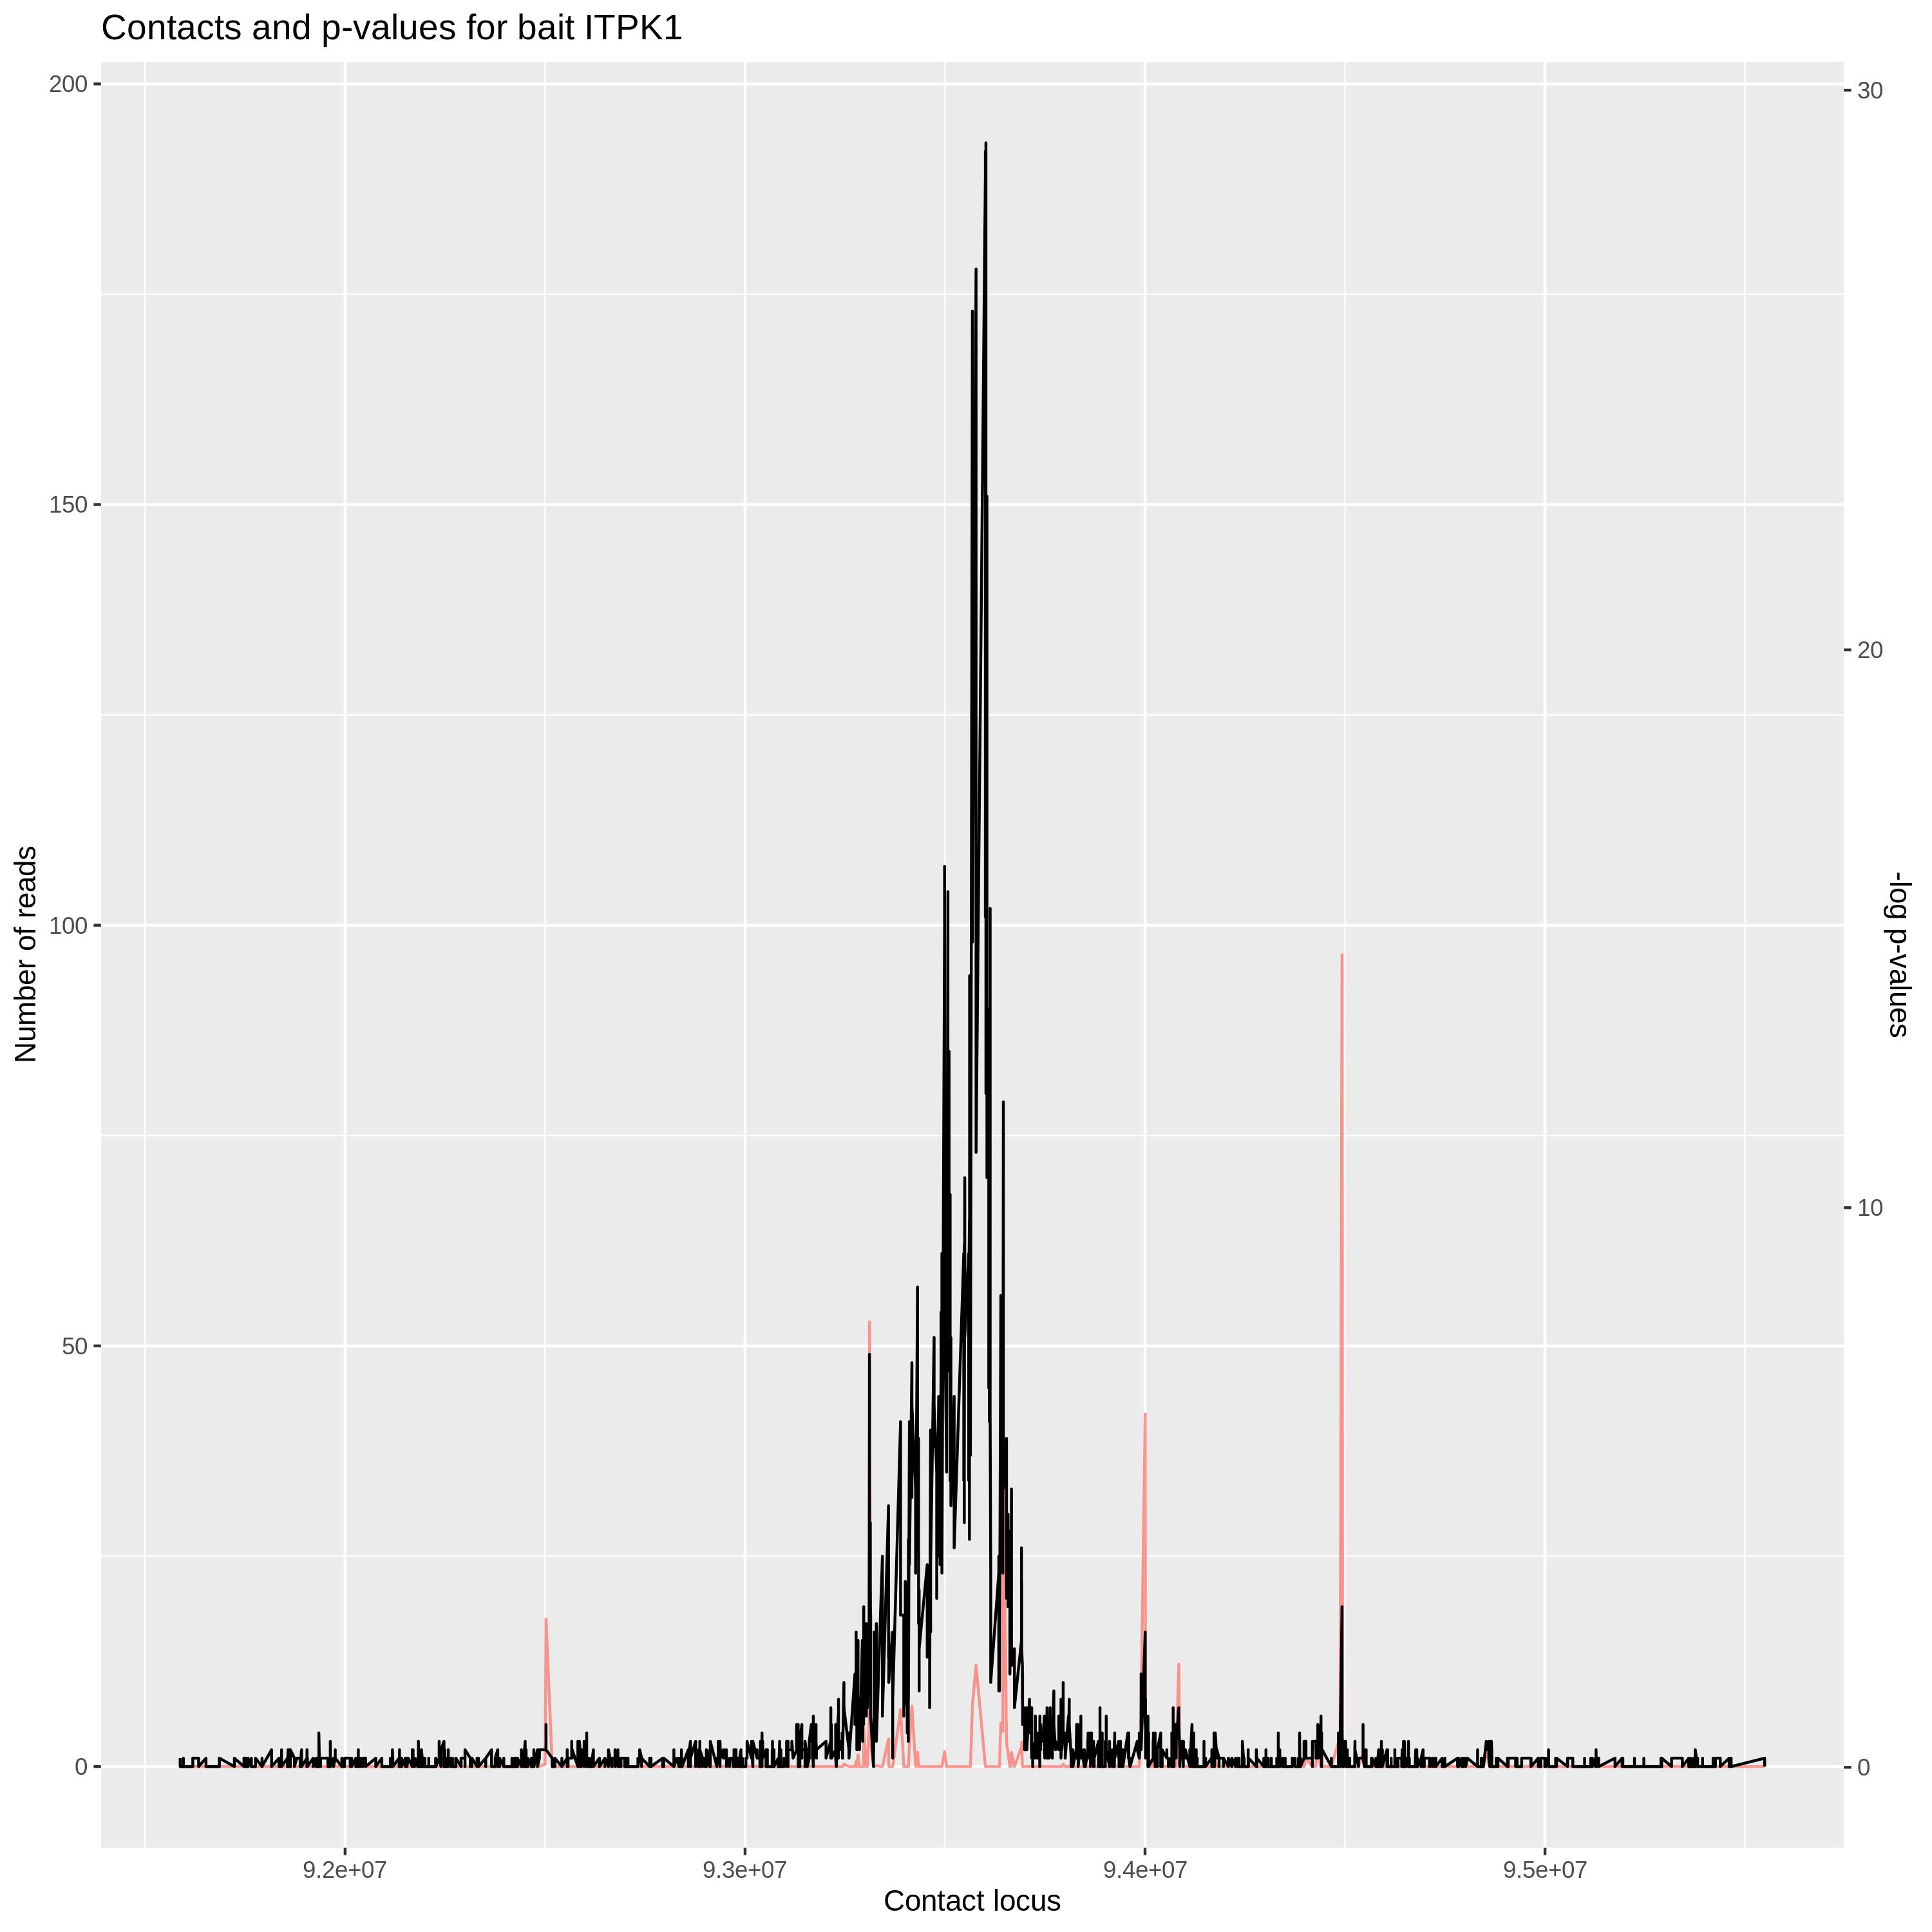 Contacts and p-values for bait ITPK1
200
150
100
50
0
Number of reads
30
20
10
0
-log p-values
9.2e+07 9.3e+07 9.4e+07 9.5e+07
Contact locus